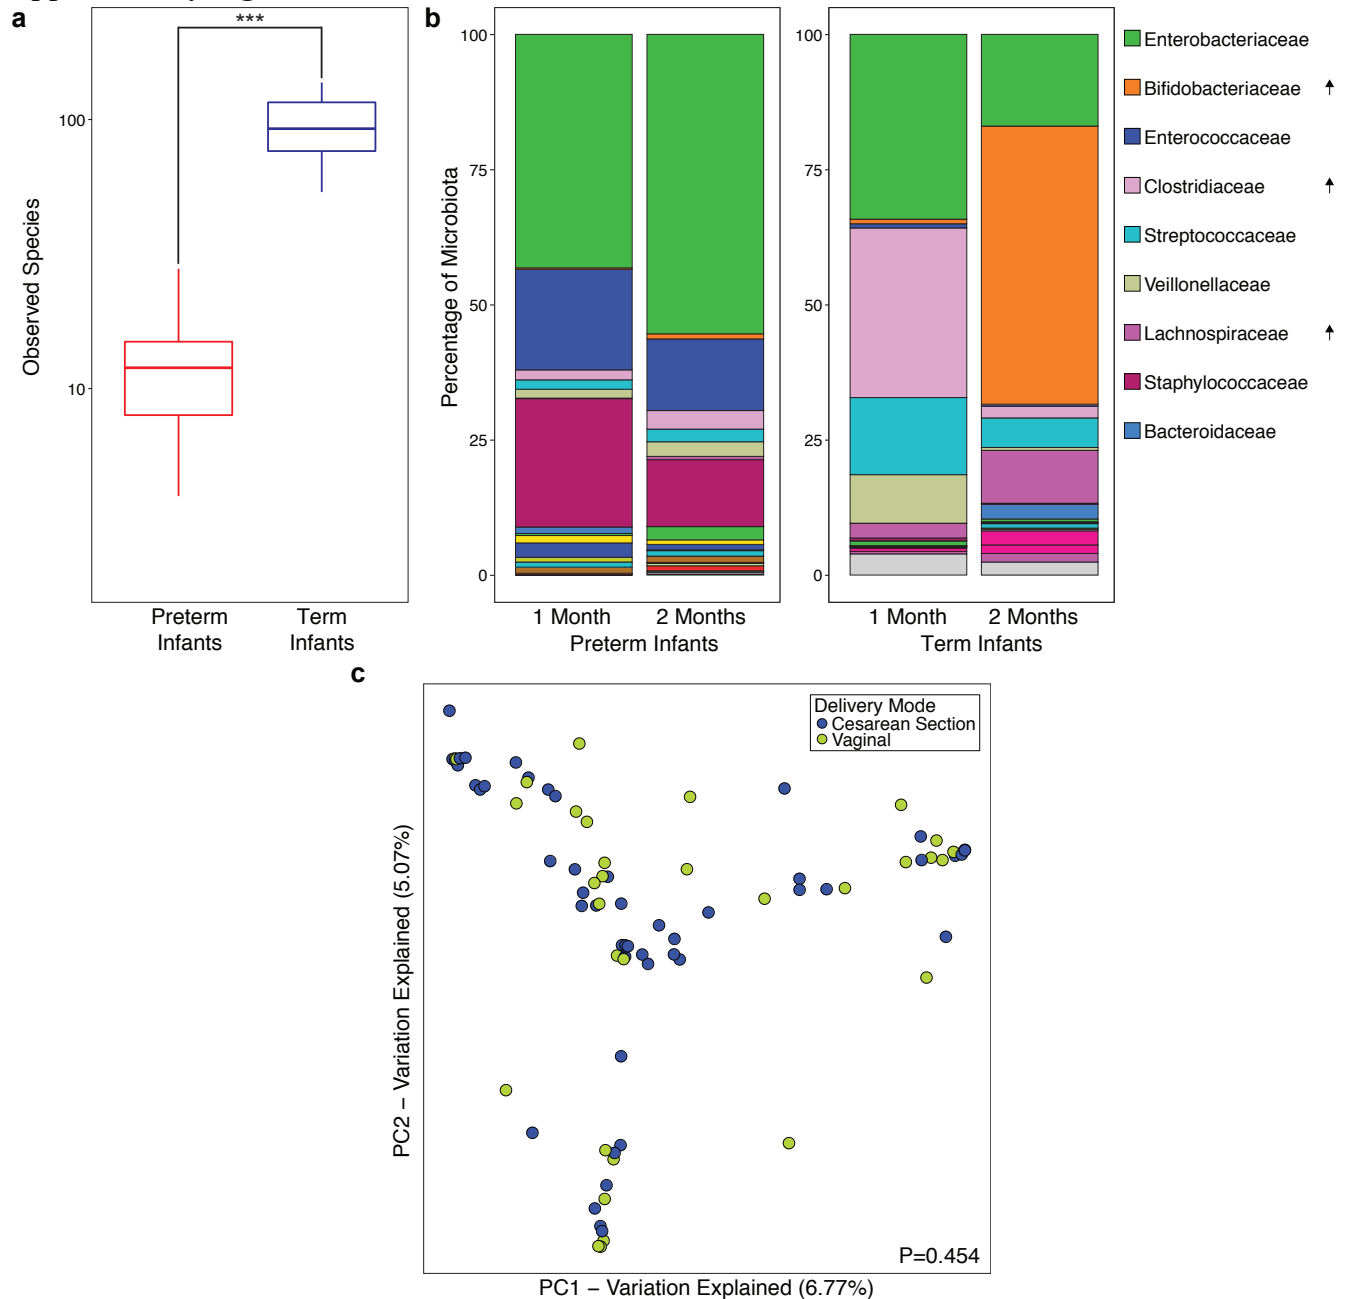 a
***
100
10
Observed Species
Preterm
Infants
Term
Infants
b
100
75
50
25
0
Percentage of Microbiota
1 Month
2 Months
Preterm Infants
100
75
50
25
0
1 Month
2 Months
Term Infants
Enterobacteriaceae
Bifidobacteriaceae
Enterococcaceae
Clostridiaceae
Streptococcaceae
Veillonellaceae
Lachnospiraceae
Staphylococcaceae
Bacteroidaceae
c
Delivery Mode
Cesarean Section
Vaginal
PC2 – Variation Explained (5.07%)
P=0.454
PC1 – Variation Explained (6.77%)